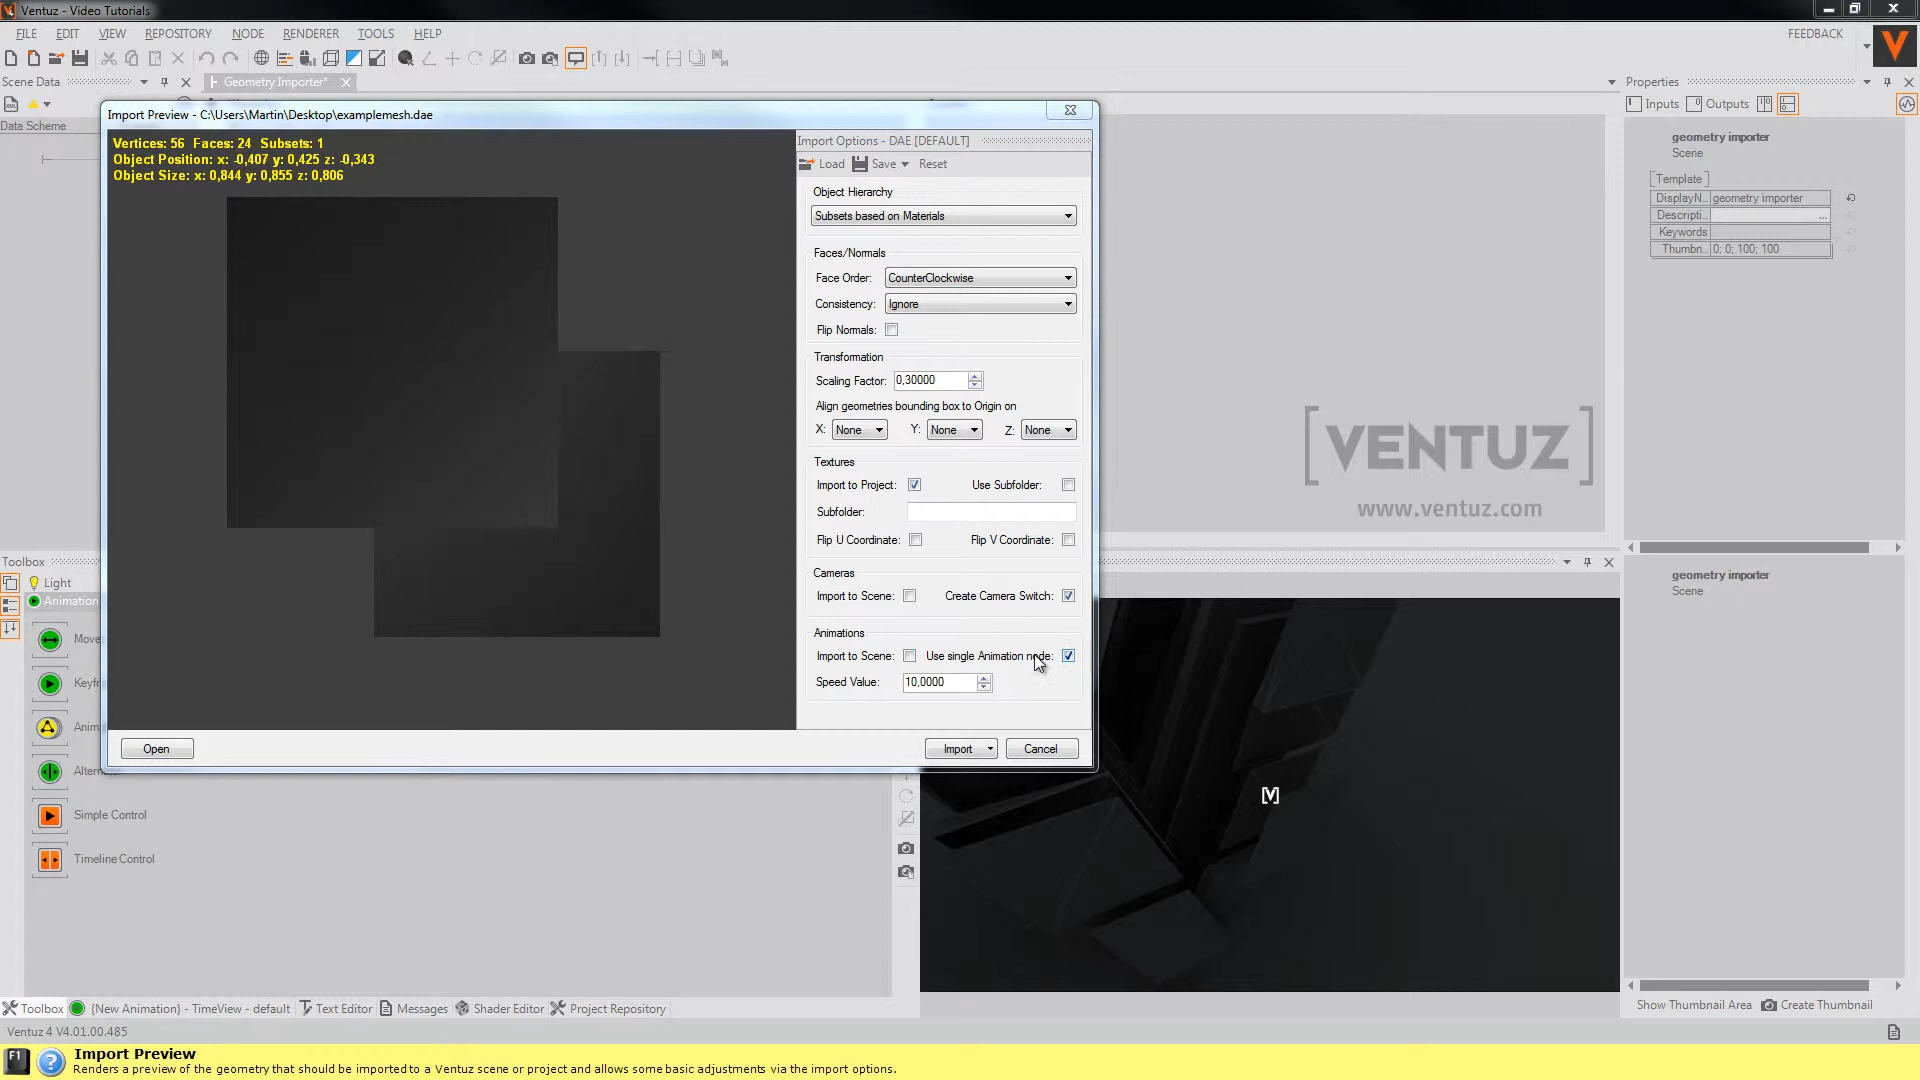 Ventuz - Video Tutorials
FILE EDIT VIEW REPOSITORY NODE RENDERER TOOLS HELP
FEEDBACK
Scene Data
Geometry Importer*
Properties
Inputs Outputs
Data Scheme
Import Preview - C:\Users\Martin\Desktop\examplemesh.dae
Vertices: 56 Faces: 24 Subsets: 1
Object Position: x: -0,407 y: 0,425 z: -0,343
Object Size: x: 0,844 y: 0,855 z: 0,806
Import Options - DAE [DEFAULT]
Load Save Reset
Object Hierarchy
Subsets based on Materials
Faces/Normals
Face Order: CounterClockwise
Consistency: Ignore
Flip Normals:
Transformation
Scaling Factor: 0,30000
Align geometries bounding box to Origin on
X: None Y: None Z: None
Textures
Import to Project: Use Subfolder:
Subfolder:
Flip U Coordinate: Flip V Coordinate:
Cameras
Import to Scene: Create Camera Switch:
Animations
Import to Scene: Use single Animation node:
Speed Value: 10,0000
Open
Import Cancel
geometry importer
Scene
[Template]
DisplayN... geometry importer
Descripti... ...
Keywords
Thumbn... 0; 0; 100; 100
[VENTUZ]
www.ventuz.com
geometry importer
Scene
Toolbox
Light
Animation
Move
Keyf
Anim
Alterna
Simple Control
Timeline Control
[V]
Toolbox {New Animation} - TimeView - default Text Editor Messages Shader Editor Project Repository
Show Thumbnail Area Create Thumbnail
Ventuz 4 V4.01.00.485
F1 ? Import Preview
Renders a preview of the geometry that should be imported to a Ventuz scene or project and allows some basic adjustments via the import options.